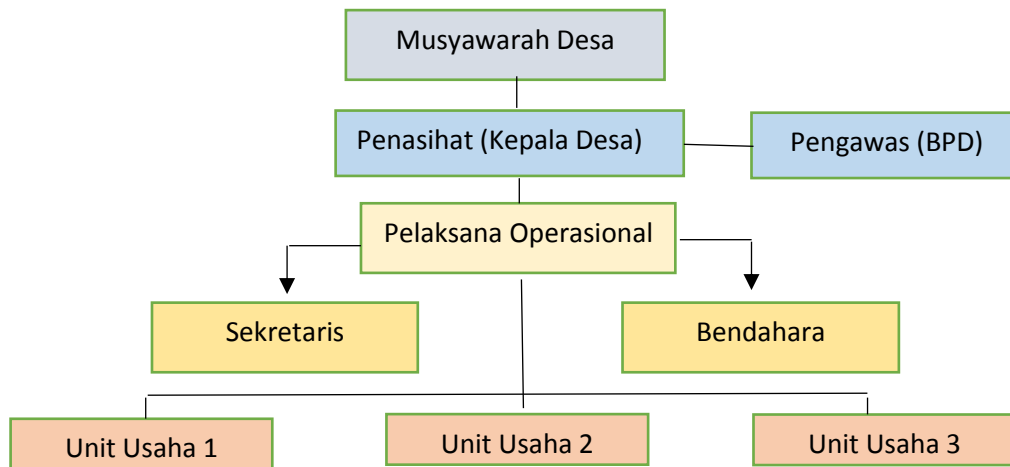 Musyawarah Desa
Penasihat (Kepala Desa)
Pengawas (BPD)
Pelaksana Operasional
Sekretaris
Bendahara
Unit Usaha 1
Unit Usaha 2
Unit Usaha 3